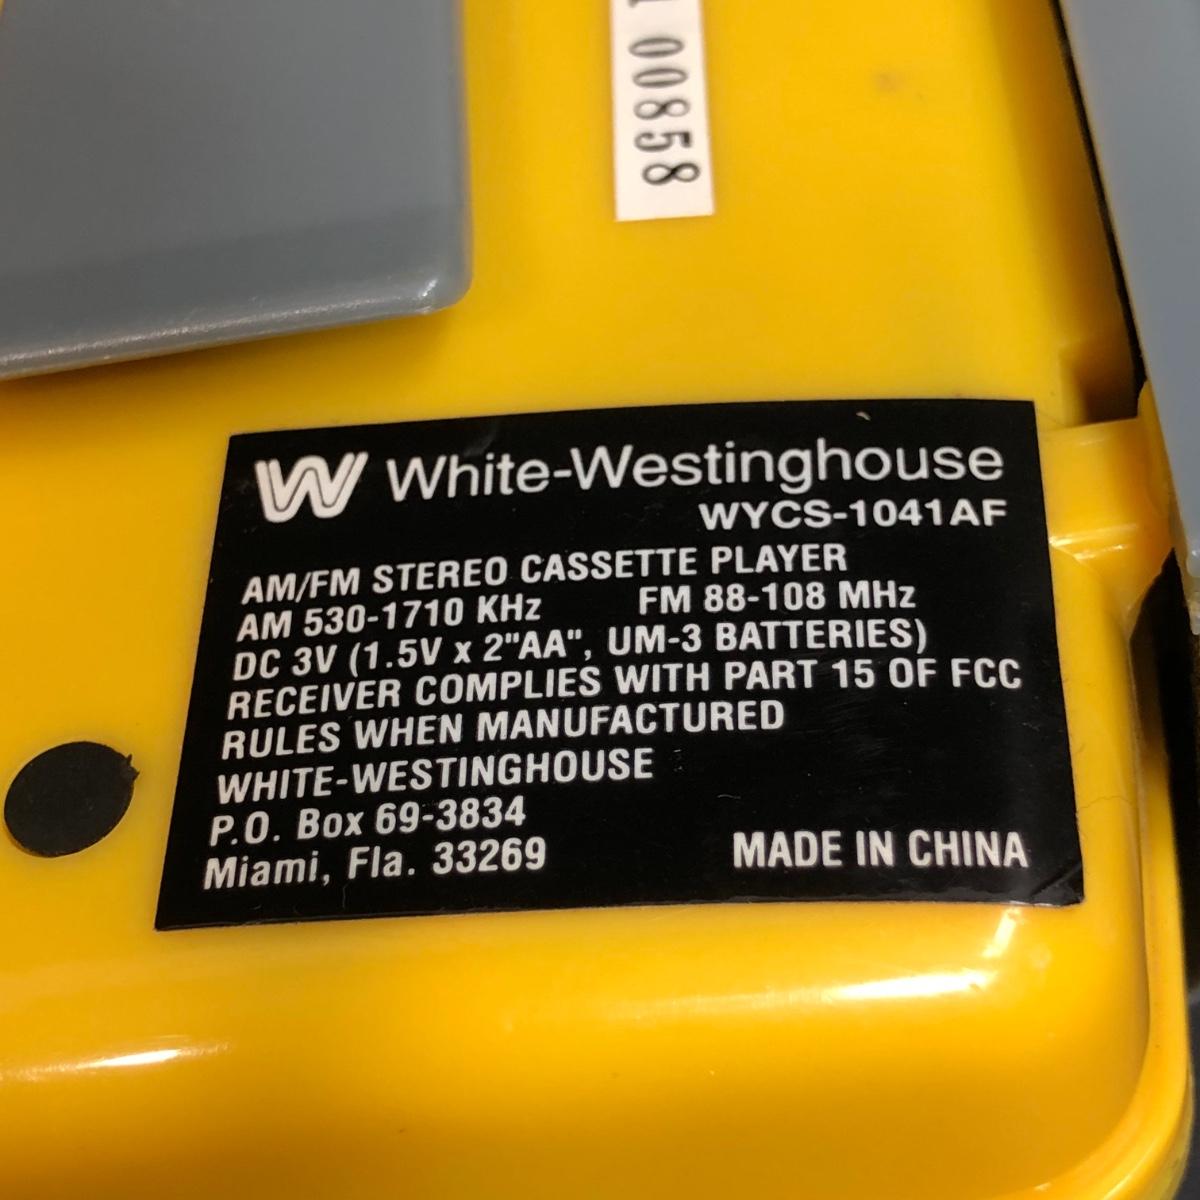 00858
White-Westinghouse
WYCS-1041AF
AM/FM STEREO CASSETTE PLAYER
AM 530-1710 KHz FM 88-108 MHz
DC 3V (1.5V x 2"AA", UM-3 BATTERIES)
RECEIVER COMPLIES WITH PART 15 OF FCC
RULES WHEN MANUFACTURED
WHITE-WESTINGHOUSE
P.O. Box 69-3834
Miami, Fla. 33269 MADE IN CHINA